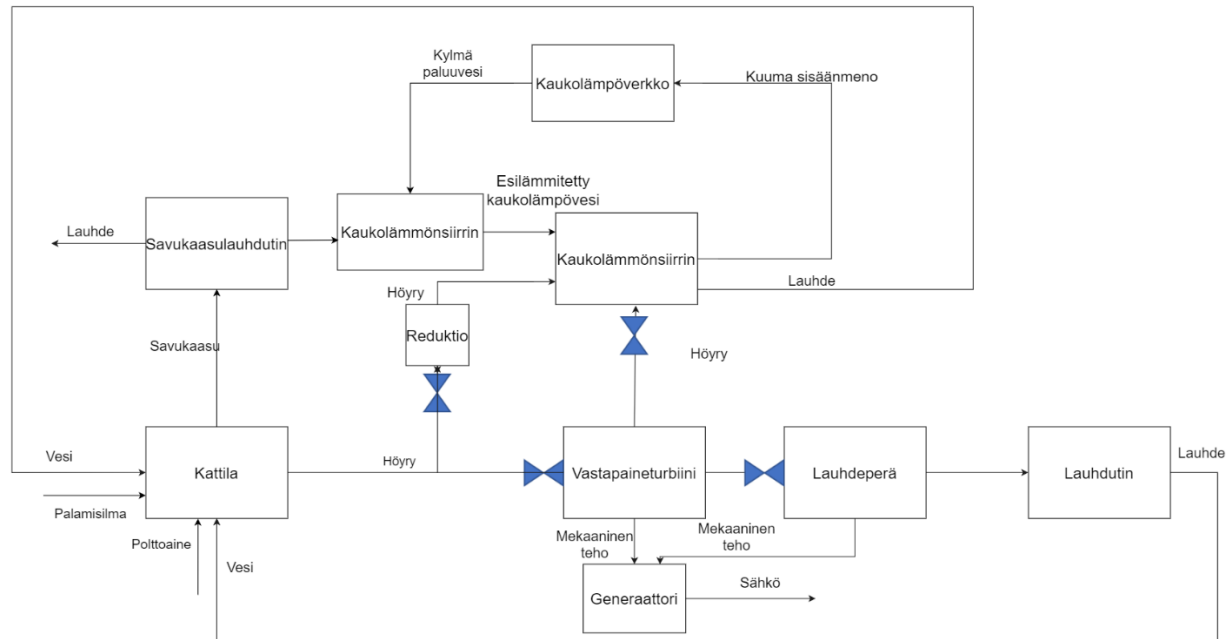 Kylmä
paluuvesi
Kaukolämpöverkko
Kuuma sisäänmeno
Esilämmitetty
kaukolämpövesi
Lauhde
Savukaasulauhdutin
Kaukolämmönsiirrin
Kaukolämmönsiirrin
Lauhde
Höyry
Reduktio
Savukaasu
Höyry
Vesi
Kattila
Höyry
Vastapaineturbiini
Lauhdeperä
Lauhdutin
Lauhde
Palamisilma
Polttoaine
Vesi
Mekaaninen
teho
Mekaaninen
teho
Generaattori
Sähkö